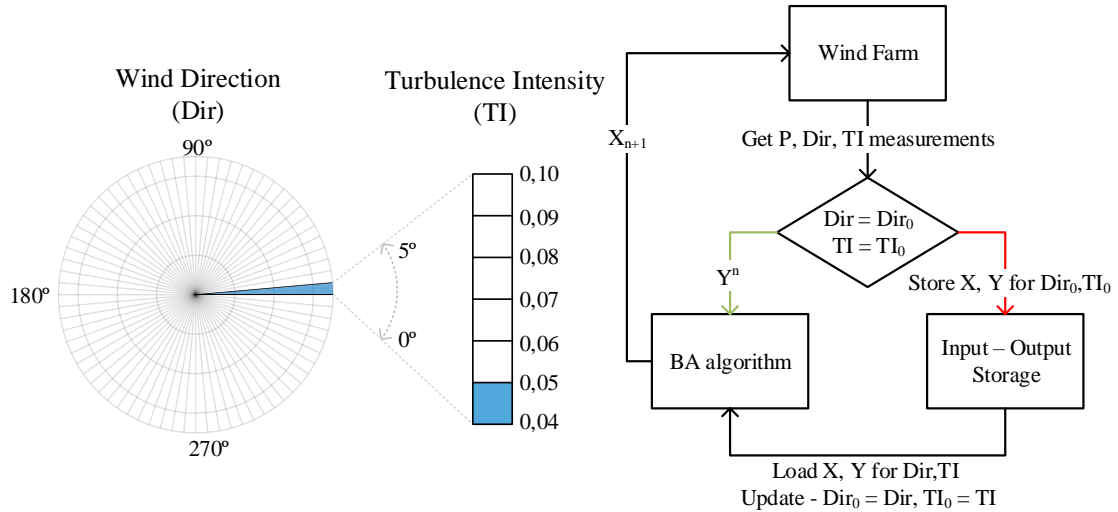 Wind Direction
(Dir)
90º
180º
270º
5º
0º
Turbulence Intensity
(TI)
0,10
0,09
0,08
0,07
0,06
0,05
0,04
Wind Farm
X_{n+1}
Get P, Dir, TI measurements
Dir = Dir₀
TI = TI₀
Yⁿ
Store X, Y for Dir₀,TI₀
BA algorithm
Input – Output
Storage
Load X, Y for Dir,TI
Update - Dir₀ = Dir, TI₀ = TI